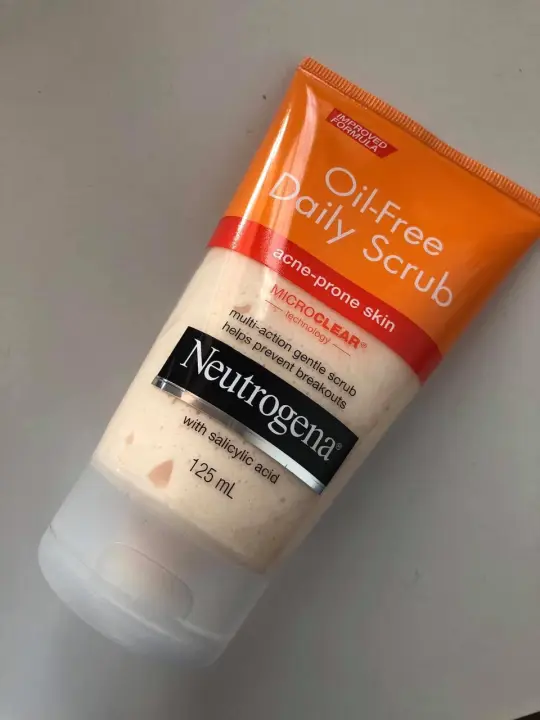 IMPROVED
FORMULA
Oil-Free
Daily Scrub
acne-prone skin
MICROCLEAR®
technology
multi-action gentle scrub
helps prevent breakouts
Neutrogena®
with salicylic acid
125 mL